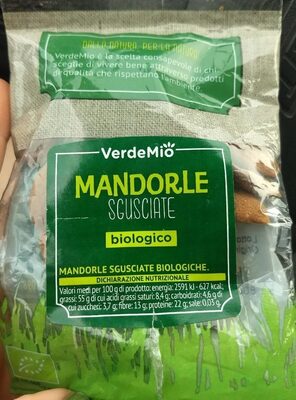 DALLA NATURA, PER LA NATURA
VerdeMio è la scelta consapevole di chi
sceglie di vivere bene attraverso prodotti
di qualità che rispettano l'ambiente.
VerdeMio
MANDORLE
SGUSCIATE
biologico
MANDORLE SGUSCIATE BIOLOGICHE.
DICHIARAZIONE NUTRIZIONALE
Valori medi per 100 g di prodotto: energia: 2591 kJ - 627 kcal;
grassi: 55 g di cui acidi grassi saturi: 8,4 g; carboidrati: 4,6 g
di cui zuccheri: 3,7 g; fibre: 13 g; proteine: 22 g; sale: 0,03 g.